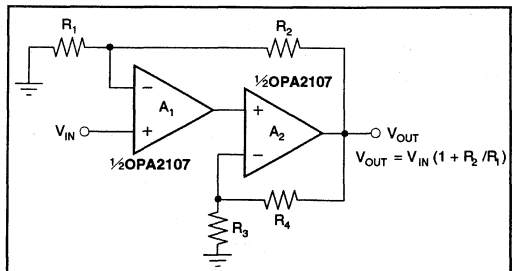 R1
R2
½OPA2107
−
A1
+
+
A2
−
VIN
½OPA2107
VOUT
VOUT = VIN (1 + R2 /R1)
R4
R3